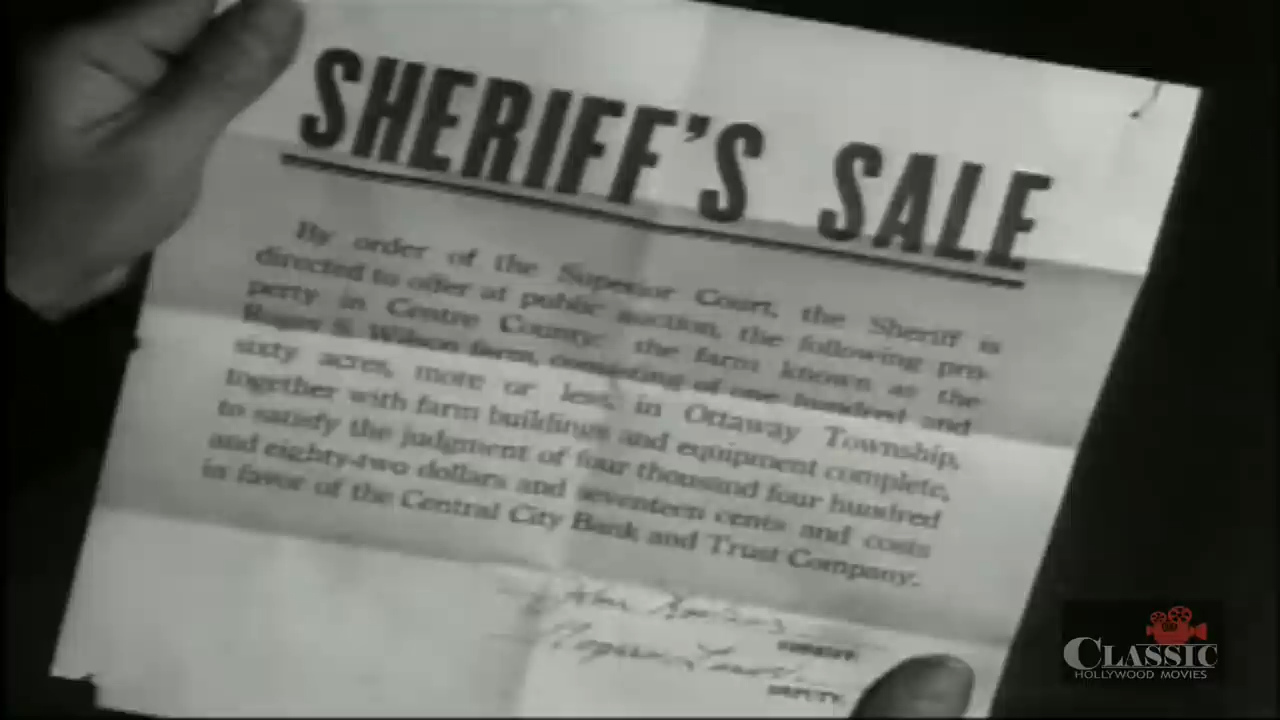 SHERIFF'S SALE
By order of the Superior Court, the Sheriff is
directed to offer at public auction, the following pro-
perty in Centre County: the farm known as the
Roger S. Wilson farm, consisting of one hundred and
sixty acres, more or less, in Ottaway Township,
together with farm buildings and equipment complete,
to satisfy the judgment of four thousand four hundred
and eighty-two dollars and seventeen cents and costs
in favor of the Central City Bank and Trust Company.
SHERIFF
DEPUTY
CLASSIC
HOLLYWOOD MOVIES